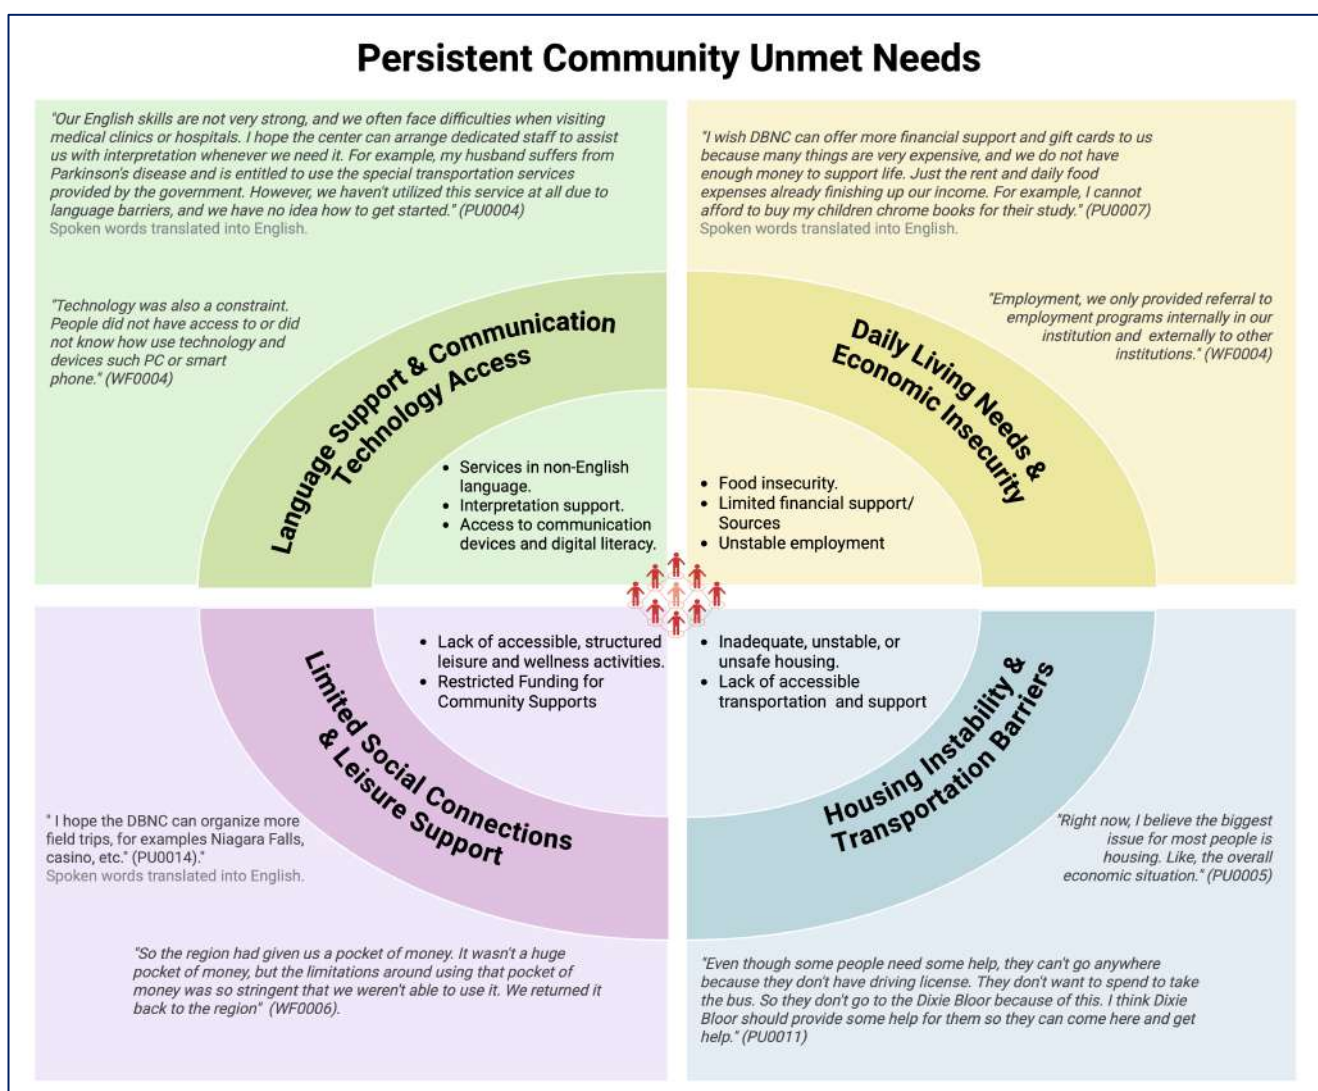 Persistent Community Unmet Needs
"Our English skills are not very strong, and we often face difficulties when visiting
medical clinics or hospitals. I hope the center can arrange dedicated staff to assist
us with interpretation whenever we need it. For example, my husband suffers from
Parkinson's disease and is entitled to use the special transportation services
provided by the government. However, we haven't utilized this service at all due to
language barriers, and we have no idea how to get started." (PU0004)
Spoken words translated into English.
"Technology was also a constraint.
People did not have access to or did
not know how use technology and
devices such PC or smart
phone." (WF0004)
Language Support & Communication
Technology Access
• Services in non-English
language.
• Interpretation support.
• Access to communication
devices and digital literacy.
"I wish DBNC can offer more financial support and gift cards to us
because many things are very expensive, and we do not have
enough money to support life. Just the rent and daily food
expenses already finishing up our income. For example, I cannot
afford to buy my children chrome books for their study." (PU0007)
Spoken words translated into English.
"Employment, we only provided referral to
employment programs internally in our
institution and  externally to other
institutions." (WF0004)
Daily Living Needs &
Economic Insecurity
• Food insecurity.
• Limited financial support/
Sources
• Unstable employment
• Lack of accessible, structured
leisure and wellness activities.
• Restricted Funding for
Community Supports
Limited Social Connections
& Leisure Support
" I hope the DBNC can organize more
field trips, for examples Niagara Falls,
casino, etc." (PU0014)."
Spoken words translated into English.
"So the region had given us a pocket of money. It wasn't a huge
pocket of money, but the limitations around using that pocket of
money was so stringent that we weren't able to use it. We returned it
back to the region"  (WF0006).
• Inadequate, unstable, or
unsafe housing.
• Lack of accessible
transportation  and support
Housing Instability &
Transportation Barriers
"Right now, I believe the biggest
issue for most people is
housing. Like, the overall
economic situation." (PU0005)
"Even though some people need some help, they can't go anywhere
because they don't have driving license. They don't want to spend to take
the bus. So they don't go to the Dixie Bloor because of this. I think Dixie
Bloor should provide some help for them so they can come here and get
help." (PU0011)